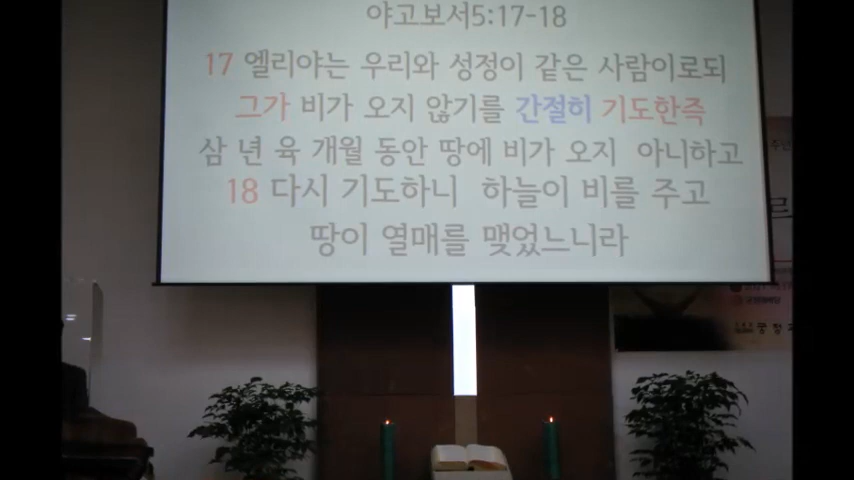 야고보서5:17-18
17 엘리야는 우리와 성정이 같은 사람이로되
그가 비가 오지 않기를 간절히 기도한즉
삼 년 육 개월 동안 땅에 비가 오지 아니하고
18 다시 기도하니 하늘이 비를 주고
땅이 열매를 맺었느니라
주년
르